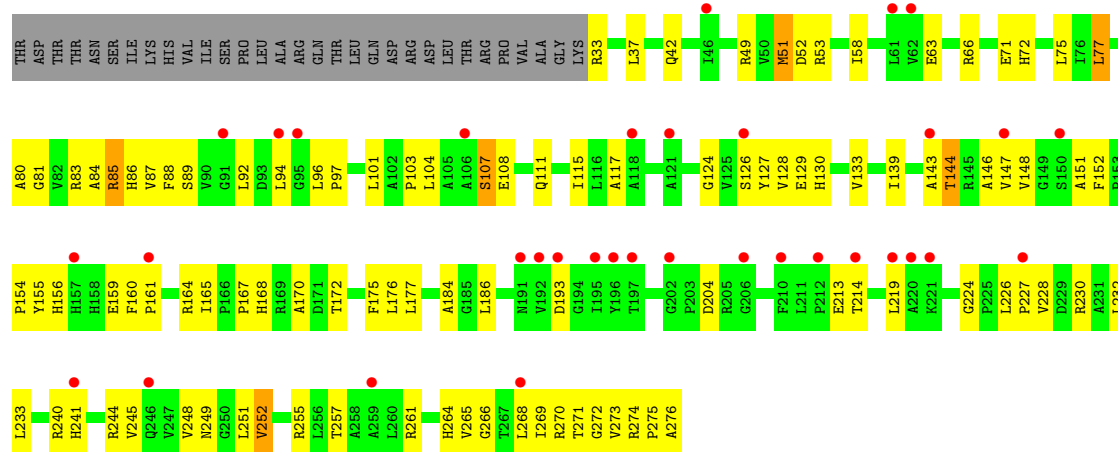 THR ASP THR THR ASN SER ILE LYS HIS VAL ILE SER PRO LEU ALA ARG GLN THR LEU GLN ASP ALA ARG ASP LEU THR ARG PRO VAL ALA GLY LYS R33 L37 Q42 I46 R49 V50 M51 D52 R53 I58 L61 V62 E63 R66 E71 H72 L75 I76 L77
A80 G81 V82 R83 A84 R85 H86 V87 F88 S89 V90 G91 L92 D93 L94 G95 L96 P97 L101 A102 P103 L104 A105 A106 S107 E108 Q111 I115 L116 A117 A118 A121 G124 V125 S126 Y127 V128 E129 H130 V133 I139 A143 T144 R145 A146 V147 V148 G149 S150 A151 F152
P154 Y155 H156 H157 H158 E159 F160 P161 R164 I165 P166 P167 H168 R169 A170 D171 T172 F175 L176 L177 A184 G185 L186 N191 V192 D193 G194 I195 Y196 T197 G202 P203 D204 R205 G206 F210 L211 P212 E213 T214 L219 A220 K221 G224 P225 L226 P227 V228 D229 R230 A231 L232
L233 R240 H241 R244 V245 Q246 V247 V248 N249 G250 L251 V252 R255 L256 T257 A258 A259 L260 R261 H264 V265 G266 T267 L268 I269 R270 T271 G272 V273 R274 P275 A276